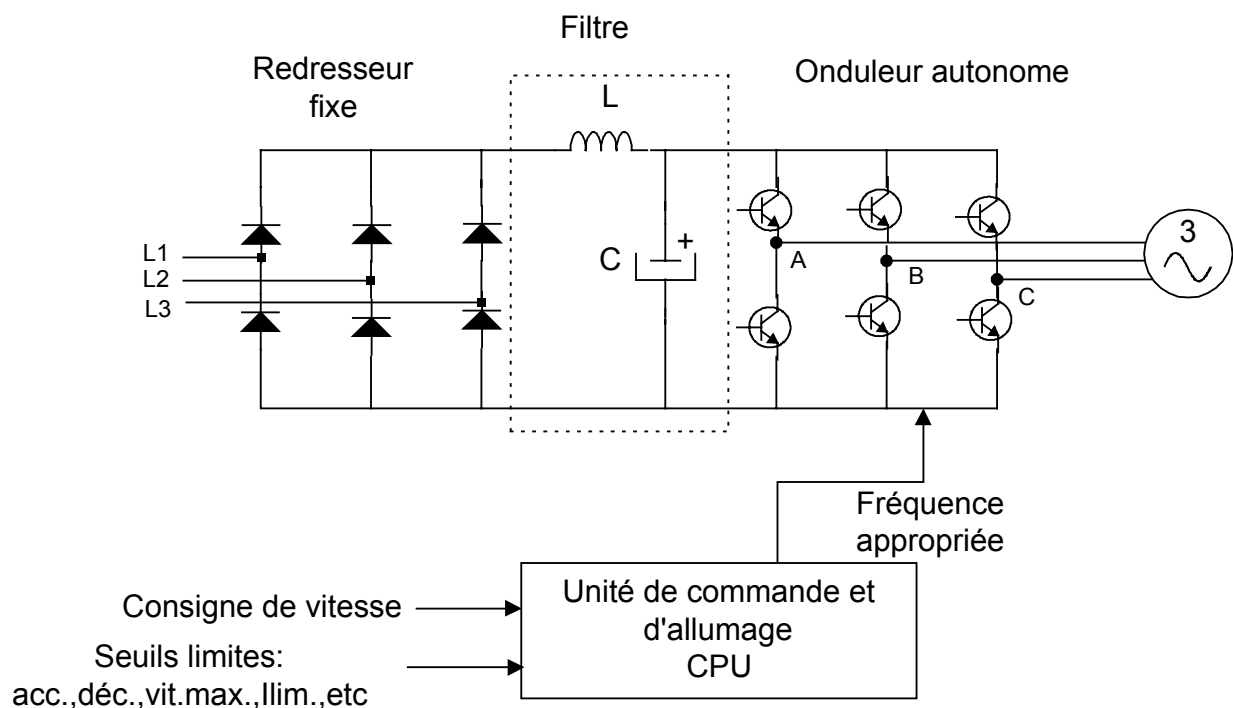 Filtre
Redresseur
fixe
Onduleur autonome
L
L1
L2
L3
C
+
A
B
C
3
Fréquence
appropriée
Consigne de vitesse
Seuils limites:
acc.,déc.,vit.max.,Ilim.,etc
Unité de commande et
d'allumage
CPU